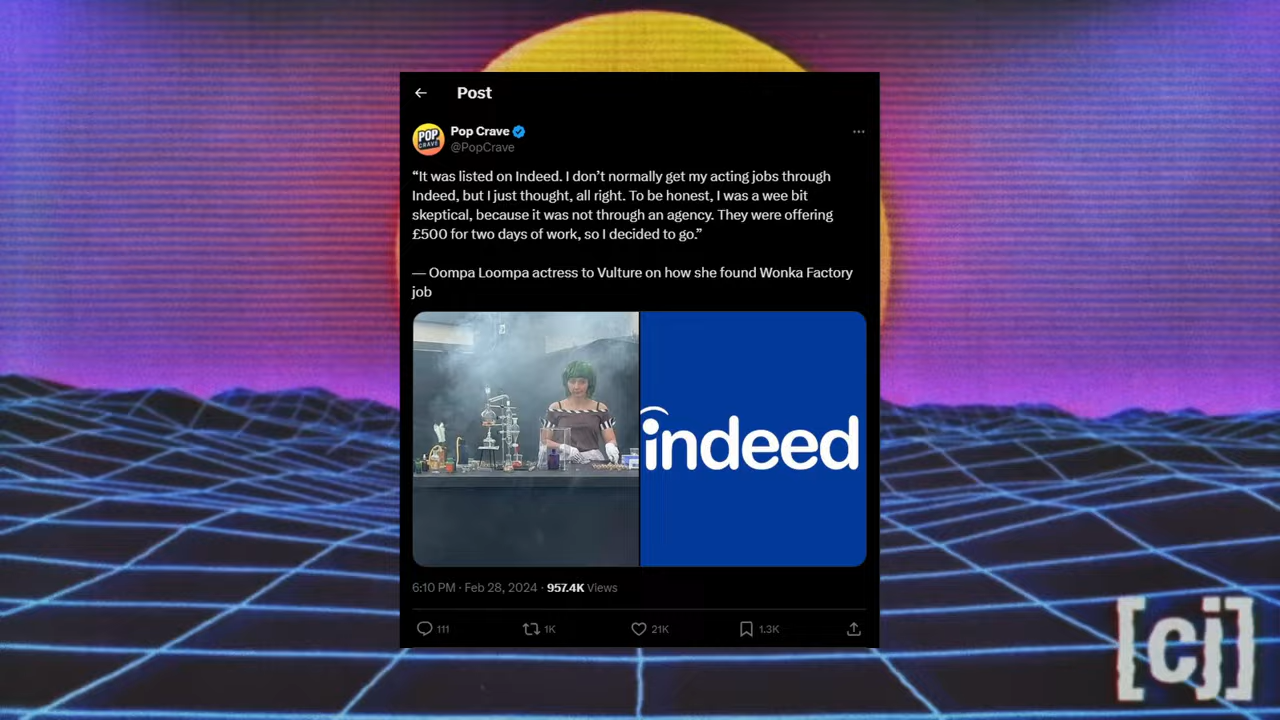 Post
POP
CRAVE
Pop Crave
@PopCrave
“It was listed on Indeed. I don’t normally get my acting jobs through
Indeed, but I just thought, all right. To be honest, I was a wee bit
skeptical, because it was not through an agency. They were offering
£500 for two days of work, so I decided to go.”
— Oompa Loompa actress to Vulture on how she found Wonka Factory
job
indeed
6:10 PM · Feb 28, 2024 · 957.4K Views
111 1K 21K 1.3K
[cj]